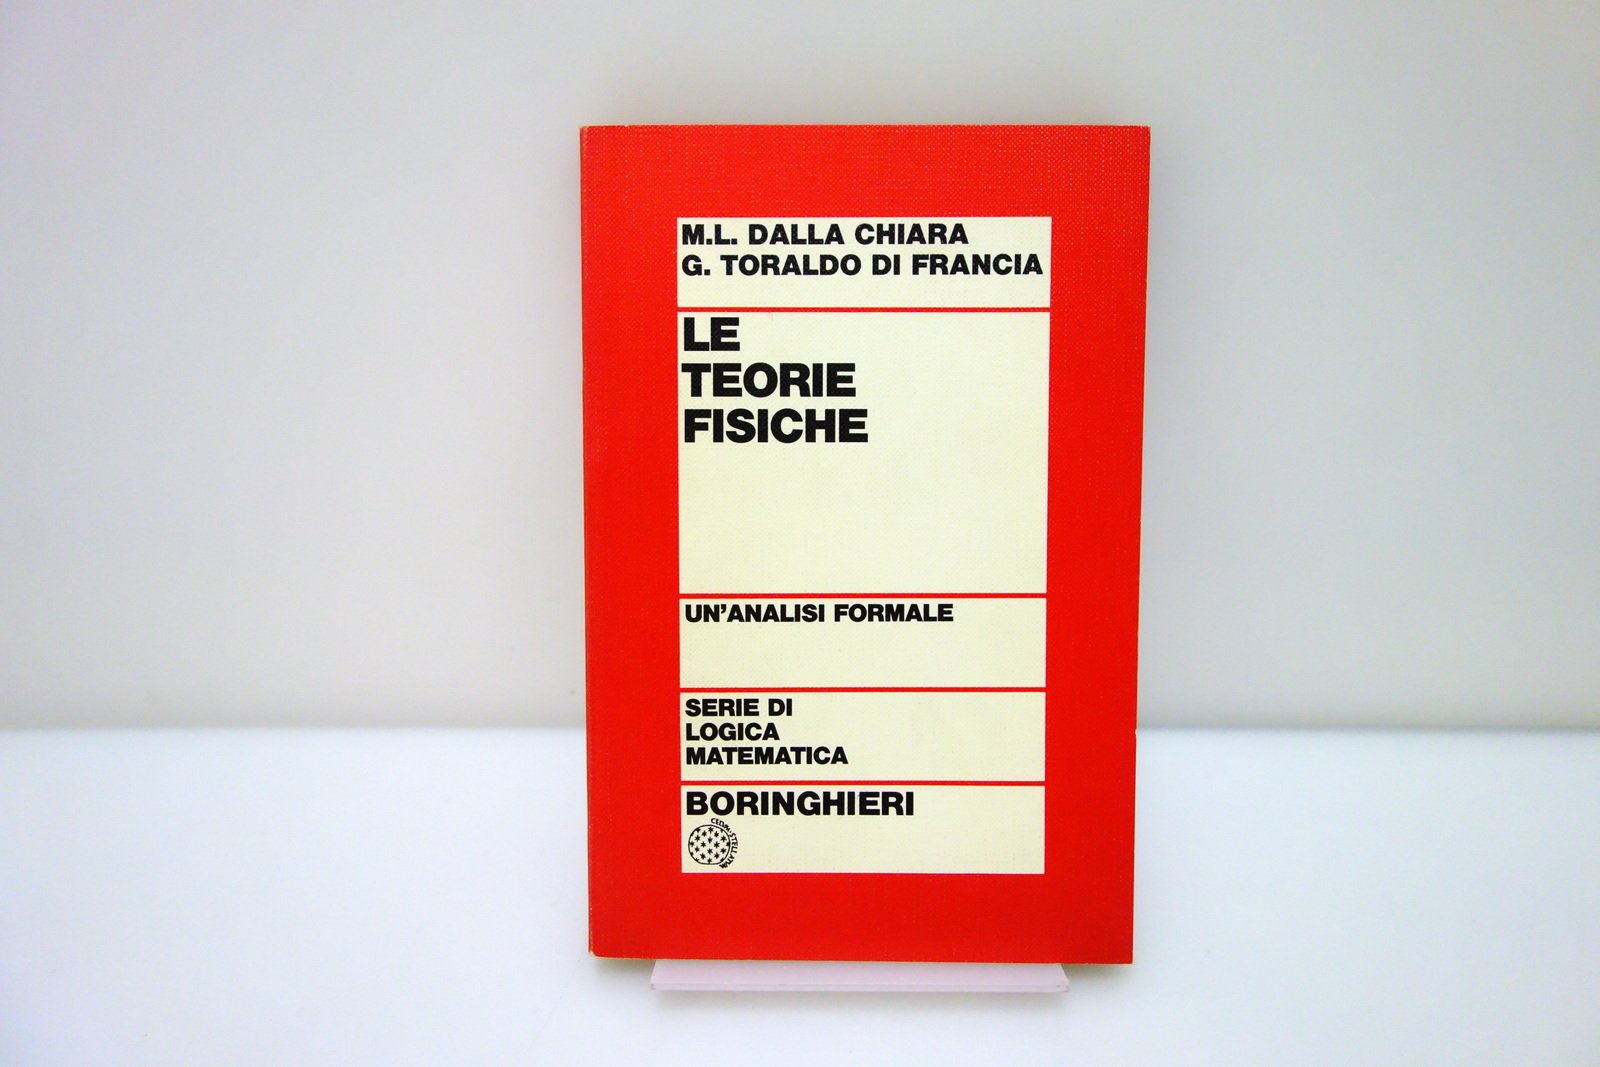 M.L. DALLA CHIARA
G. TORALDO DI FRANCIA
LE
TEORIE
FISICHE
UN'ANALISI FORMALE
SERIE DI
LOGICA
MATEMATICA
BORINGHIERI